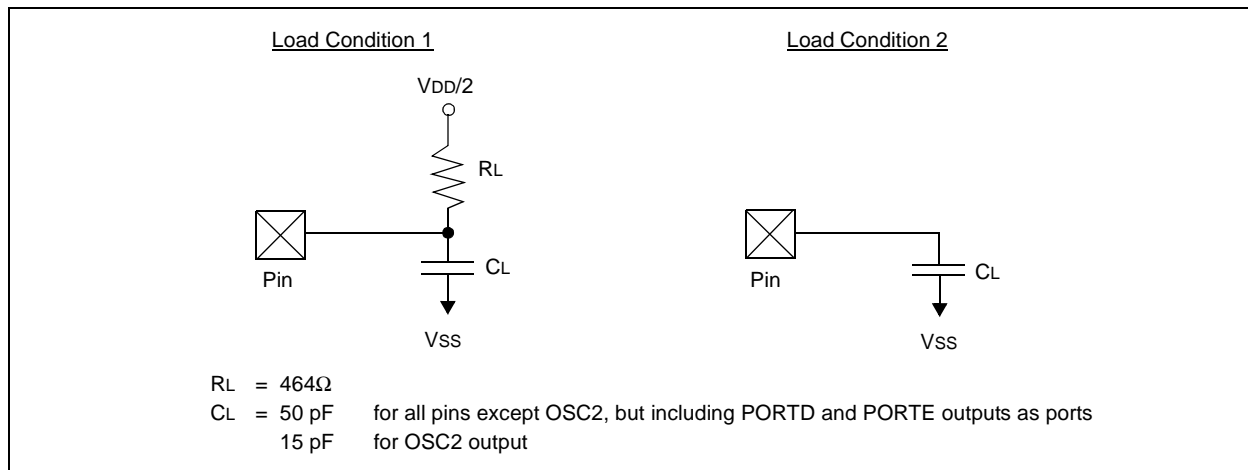 Load Condition 1
VDD/2
RL
Pin
CL
VSS
Load Condition 2
Pin
CL
VSS
RL = 464Ω
CL = 50 pF for all pins except OSC2, but including PORTD and PORTE outputs as ports
15 pF for OSC2 output